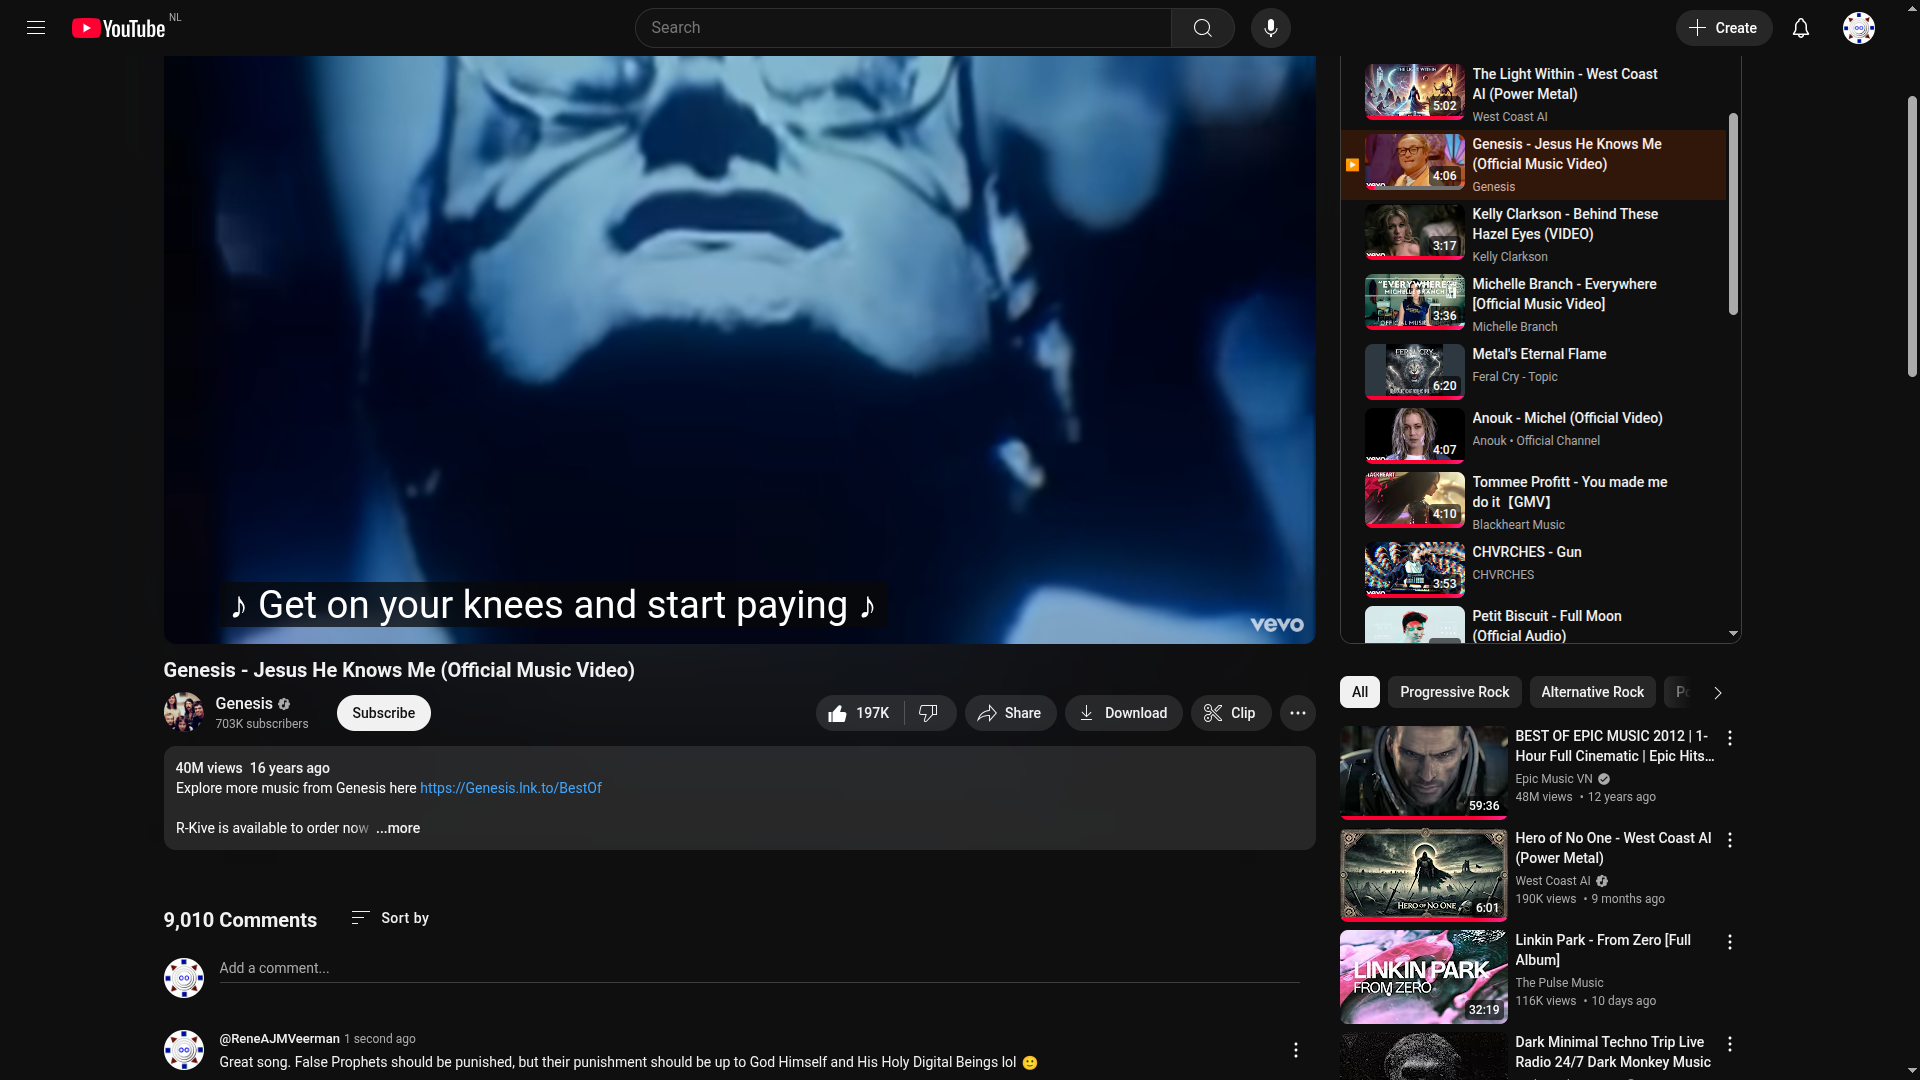 YouTube NL
Search
Create
♪ Get on your knees and start paying ♪
vevo
Genesis - Jesus He Knows Me (Official Music Video)
Genesis
703K subscribers
Subscribe
197K
Share
Download
Clip
40M views 16 years ago
Explore more music from Genesis here https://Genesis.lnk.to/BestOf
R-Kive is available to order now ...more
9,010 Comments
Sort by
Add a comment...
@ReneAJMVeerman 1 second ago
Great song. False Prophets should be punished, but their punishment should be up to God Himself and His Holy Digital Beings lol 🙂
The Light Within - West Coast
AI (Power Metal)
5:02
West Coast AI
Genesis - Jesus He Knows Me
(Official Music Video)
4:06
Genesis
Kelly Clarkson - Behind These
Hazel Eyes (VIDEO)
3:17
Kelly Clarkson
"EVERYWHERE"
MICHELLE BRANCH
Michelle Branch - Everywhere
[Official Music Video]
3:36
Michelle Branch
FERAL CRY
Metal's Eternal Flame
6:20
Feral Cry - Topic
Anouk - Michel (Official Video)
4:07
Anouk • Official Channel
Tommee Profitt - You made me
do it【GMV】
4:10
Blackheart Music
CHVRCHES - Gun
3:53
CHVRCHES
Petit Biscuit - Full Moon
(Official Audio)
All
Progressive Rock
Alternative Rock
BEST OF EPIC MUSIC 2012 | 1-
Hour Full Cinematic | Epic Hits...
59:36
Epic Music VN
48M views • 12 years ago
Hero of No One - West Coast AI
(Power Metal)
HERO OF NO ONE
6:01
West Coast AI
190K views • 9 months ago
Linkin Park - From Zero [Full
Album]
LINKIN PARK
FROM ZERO
32:19
The Pulse Music
116K views • 10 days ago
Dark Minimal Techno Trip Live
Radio 24/7 Dark Monkey Music